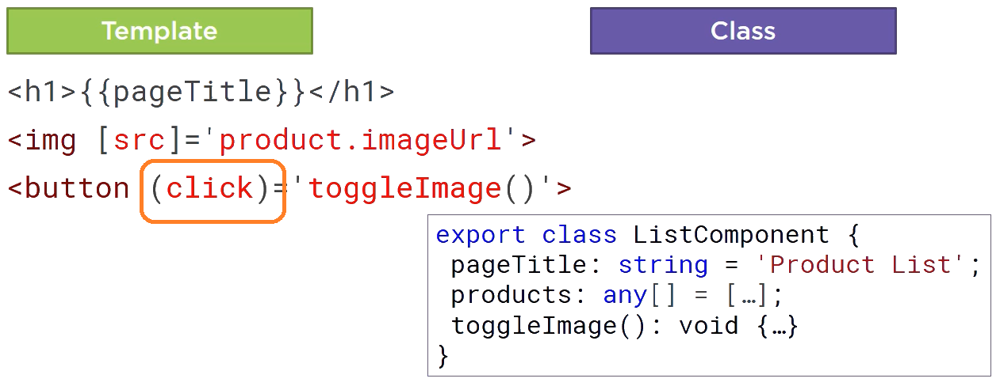 Template
Class
<h1>{{pageTitle}}</h1>
<img [src]='product.imageUrl'>
<button (click)='toggleImage()'>
export class ListComponent {
pageTitle: string = 'Product List';
products: any[] = […];
toggleImage(): void {…}
}